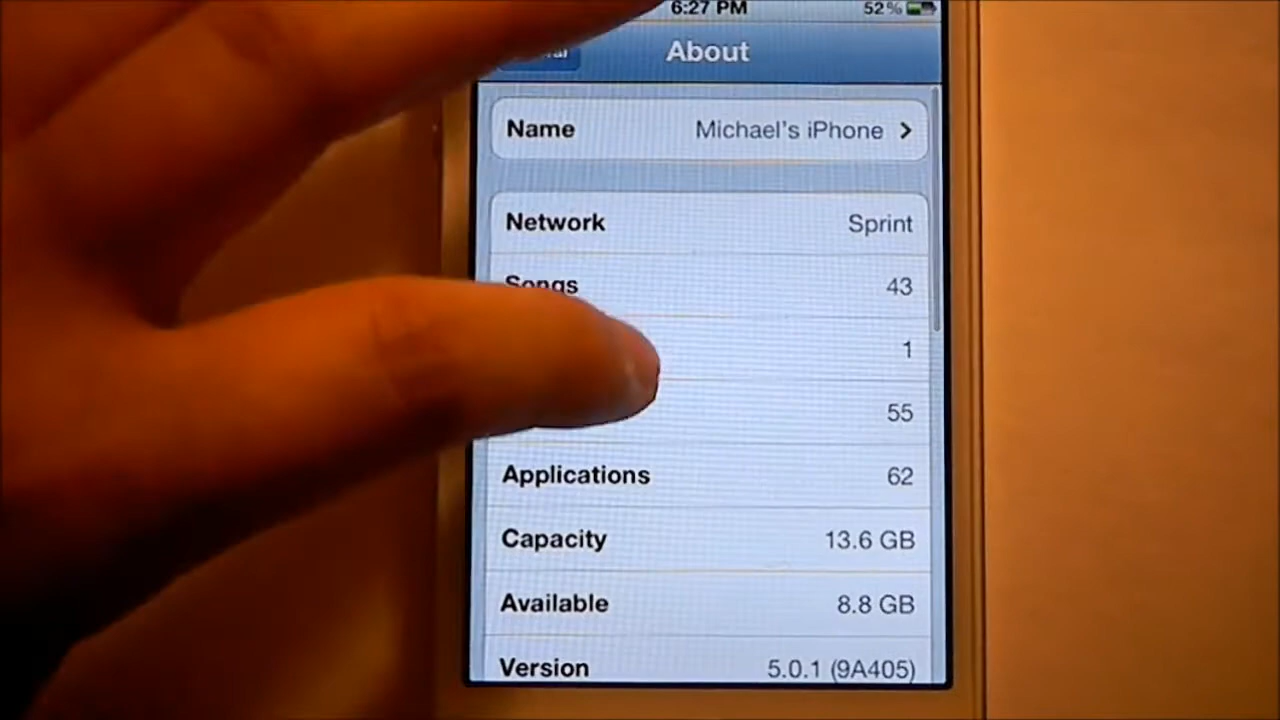 6:27 PM 52%
About
Name Michael's iPhone
Network Sprint
Songs 43
1
55
Applications 62
Capacity 13.6 GB
Available 8.8 GB
Version 5.0.1 (9A405)